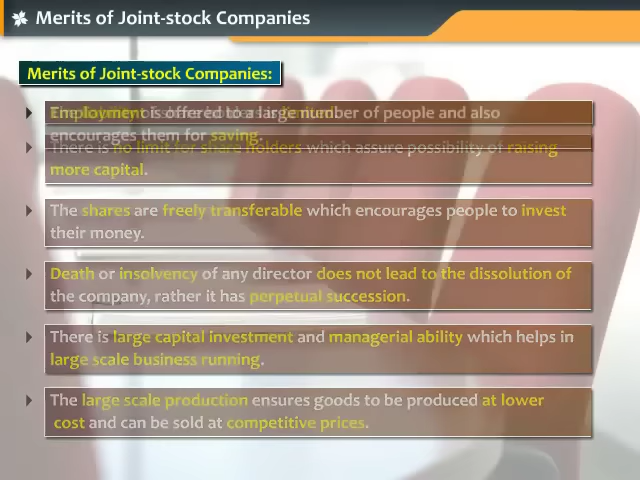 Merits of Joint-stock Companies
Merits of Joint-stock Companies:
Employment is offered to a large number of people and also
encourages them for saving.
There is no limit for share holders which assure possibility of raising
more capital.
The shares are freely transferable which encourages people to invest
their money.
Death or insolvency of any director does not lead to the dissolution of
the company, rather it has perpetual succession.
There is large capital investment and managerial ability which helps in
large scale business running.
The large scale production ensures goods to be produced at lower
cost and can be sold at competitive prices.